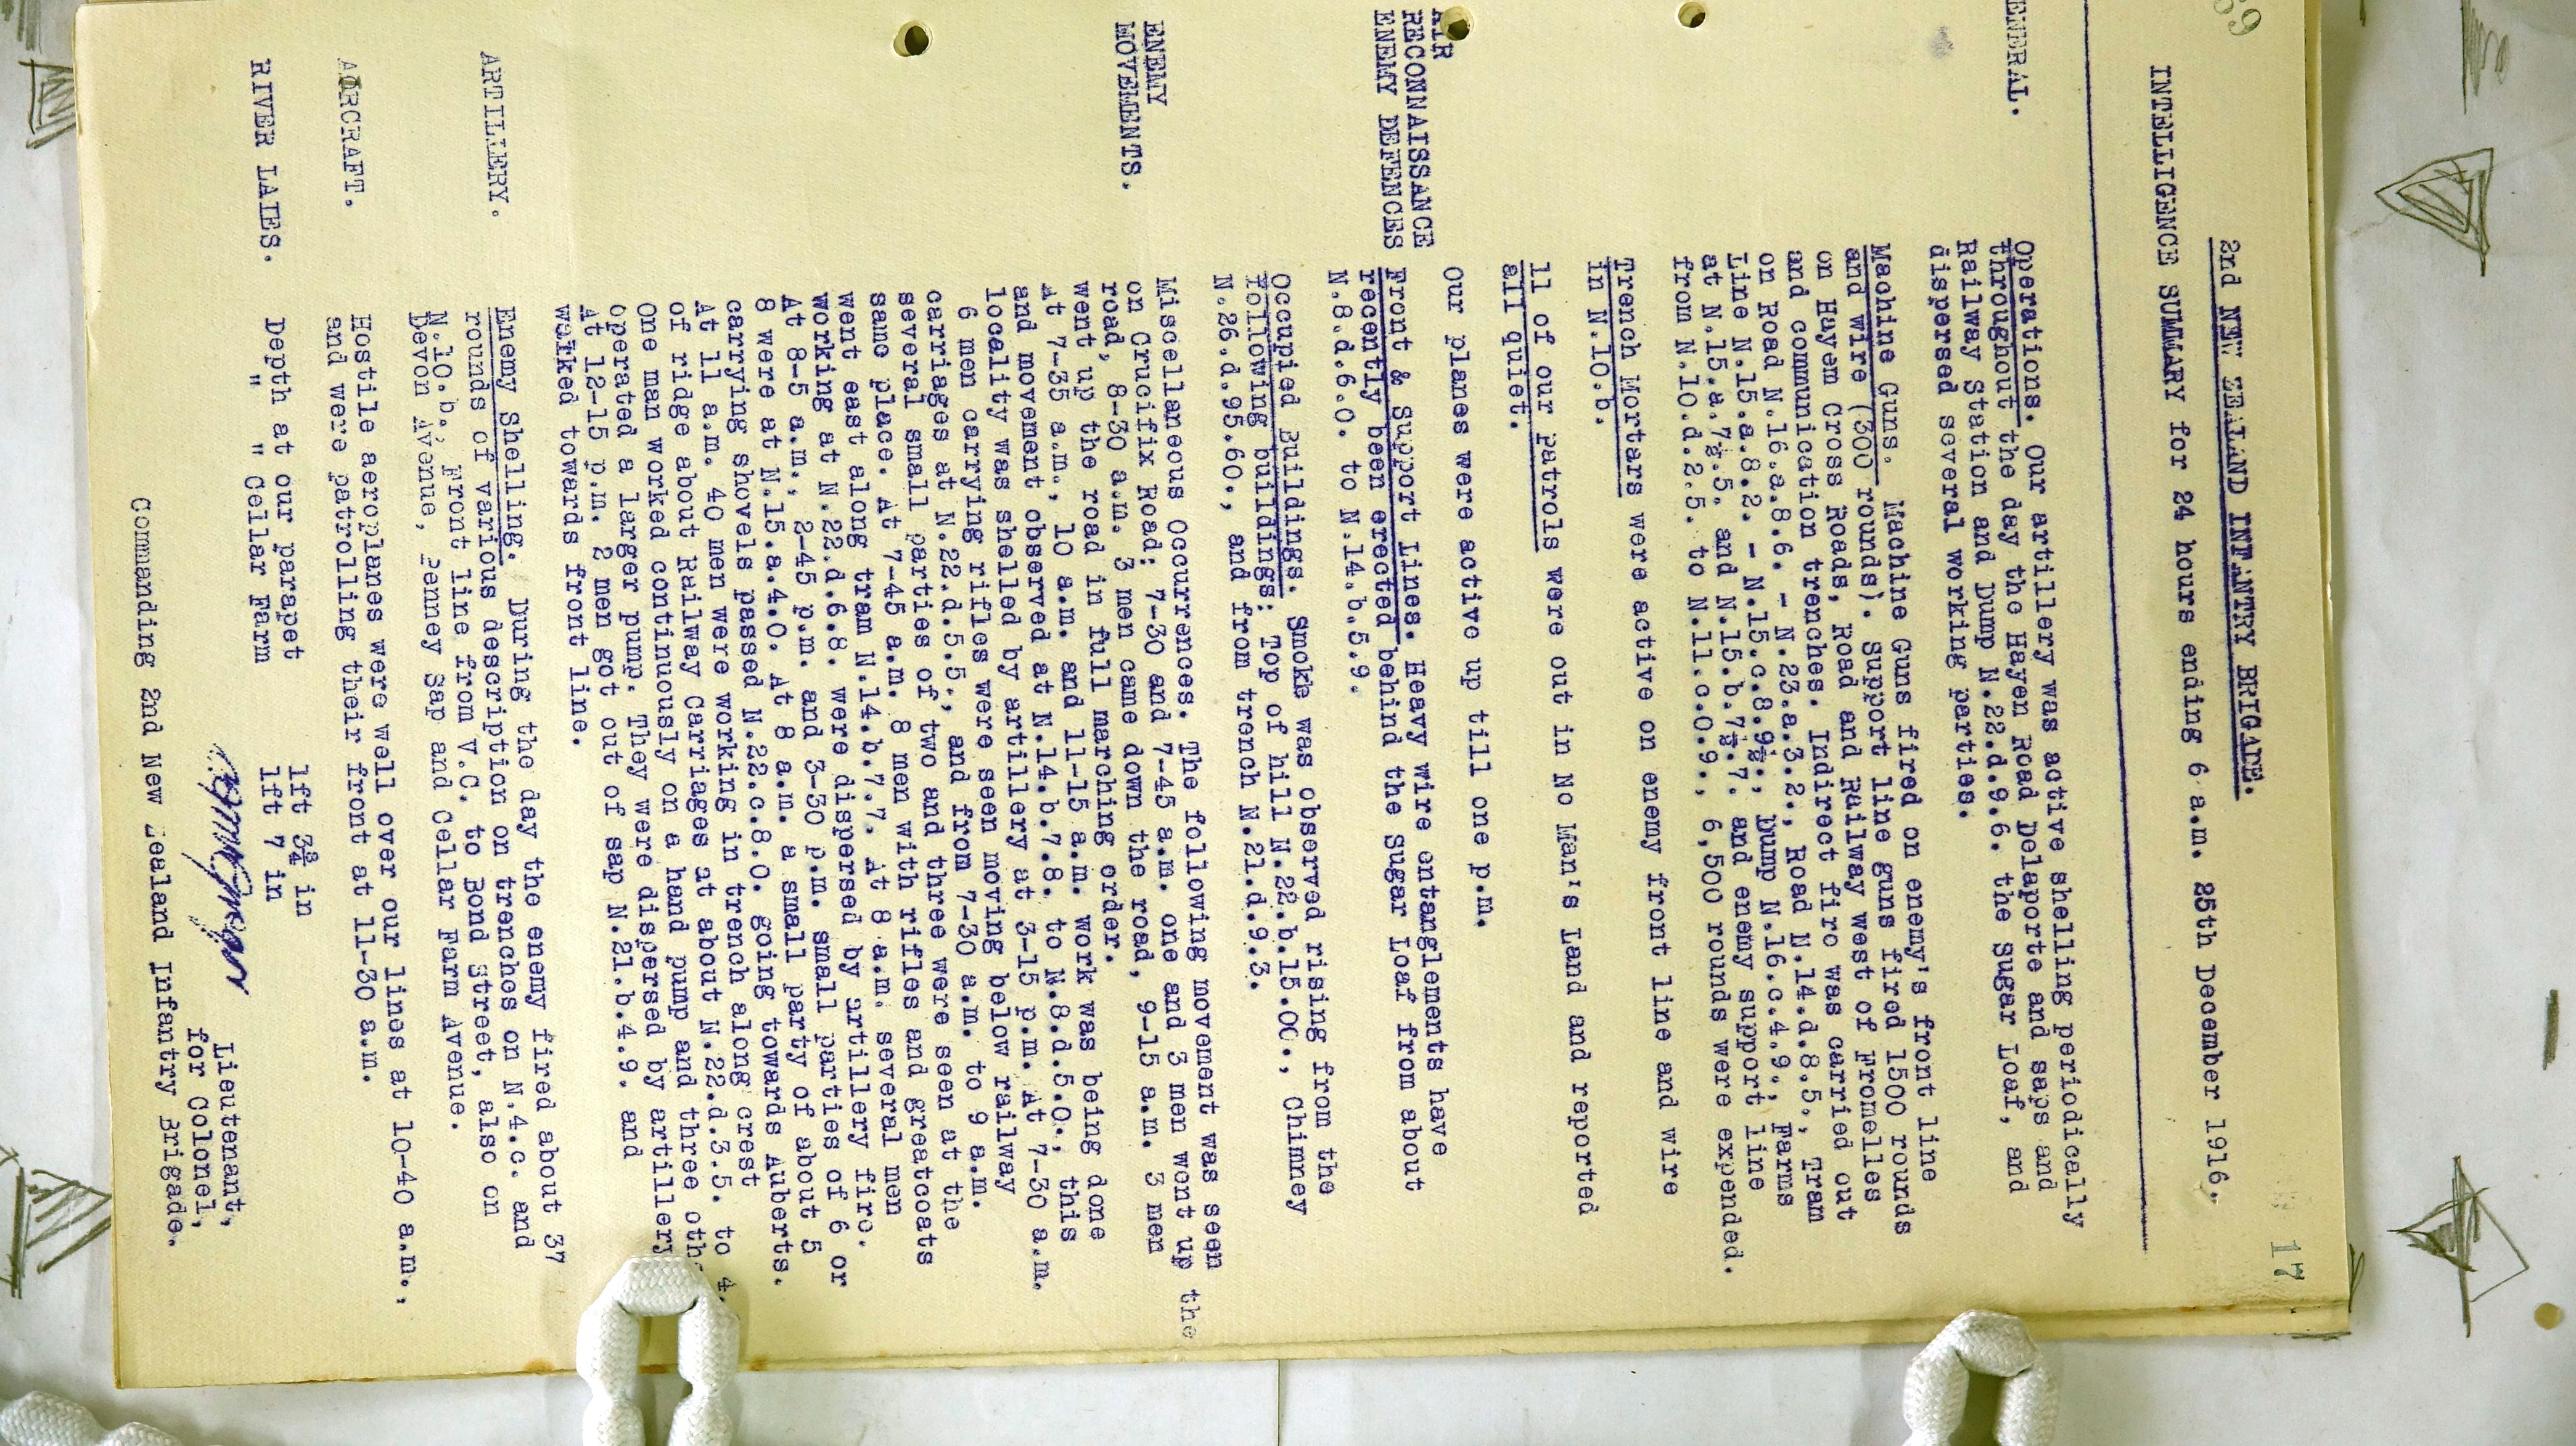 69
17
2nd NEW ZEALAND INFANTRY BRIGADE.
INTELLIGENCE SUMMARY for 24 hours ending 6 a.m. 25th December 1916.
ENERAL.
Operations. Our artillery was active shelling periodically
throughout the day the Hayen Road Delaporte and saps and
Railway Station and Dump N.22.d.9.6. the Sugar Loaf, and
dispersed several working parties.
Machine Guns. Machine Guns fired on enemy's front line
and wire (300 rounds). Support line guns fired 1500 rounds
on Hayem Cross Roads, Road and Railway west of Fromelles
and communication trenches. Indirect fire was carried out
on Road N.16.a.8.6. - N.23.a.3.2., Road N.14.d.8.5., Tram
Line N.15.a.8.2. - N.15.c.8.9½., Dump N.16.c.4.9., Farms
at N.15.a.7½.5. and N.15.b.7½.7. and enemy support line
from N.10.d.2.5. to N.11.c.0.9., 6,500 rounds were expended.
Trench Mortars were active on enemy front line and wire
in N.10.b.
ll of our patrols were out in No Man's Land and reported
all quiet.
AIR
RECONNAISSANCE
Our planes were active up till one p.m.
ENEMY DEFENCES
Front & Support Lines. Heavy wire entanglements have
recently been erected behind the Sugar Loaf from about
N.8.d.6.0. to N.14.b.5.9.
Occupied Buildings. Smoke was observed rising from the
following buildings: Top of hill N.22.b.15.00., Chimney
N.26.d.95.60., and from trench N.21.d.9.3.
ENEMY
MOVEMENTS.
Miscellaneous Occurrences. The following movement was seen
on Crucifix Road; 7-30 and 7-45 a.m. one and 3 men went up the
road, 8-30 a.m. 3 men came down the road, 9-15 a.m. 3 men
went up the road in full marching order.
At 7-35 a.m., 10 a.m. and 11-15 a.m. work was being done
and movement observed at N.14.b.7.8. to N.8.d.5.0., this
locality was shelled by artillery at 3-15 p.m. At 7-30 a.m.
6 men carrying rifles were seen moving below railway
carriages at N.22.d.5.5., and from 7-30 a.m. to 9 a.m.
several small parties of two and three were seen at the
same place. At 7-45 a.m. 8 men with rifles and greatcoats
went east along tram N.14.b.7.7. At 8 a.m. several men
working at N.22.d.6.8. were dispersed by artillery fire.
At 8-5 a.m., 2-45 p.m. and 3-30 p.m. small parties of 6 or
8 were at N.15.a.4.0. At 8 a.m. a small party of about 5
carrying shovels passed N.22.c.8.0. going towards Auberts.
At 11 a.m. 40 men were working in trench along crest
of ridge about Railway Carriages at about N.22.d.3.5. to 4.
One man worked continuously on a hand pump and three oth
operated a larger pump. They were dispersed by artillery
At 12-15 p.m. 2 men got out of sap N.21.b.4.9. and
walked towards front line.
ARTILLERY.
Enemy Shelling. During the day the enemy fired about 37
rounds of various description on trenches on N.4.c. and
N.10.b., Front line from V.C. to Bond Street, also on
Devon Avenue, Penney Sap and Cellar Farm Avenue.
AIRCRAFT.
Hostile aeroplanes were well over our lines at 10-40 a.m.,
and were patrolling their front at 11-30 a.m.
RIVER LAIES.
Depth at our parapet 1ft 3¾ in
" " Cellar Farm 1ft 7 in
Lieutenant,
for Colonel,
Commanding 2nd New Zealand Infantry Brigade.